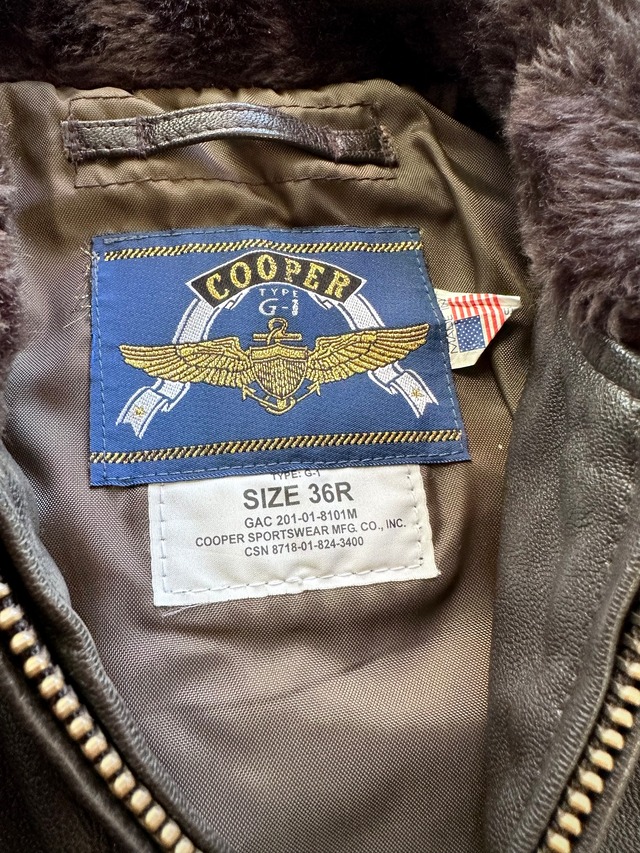 COOPER
TYPE
G-1
MADE
TYPE: G-1
SIZE 36R
GAC 201-01-8101M
COOPER SPORTSWEAR MFG. CO., INC.
CSN 8718-01-824-3400